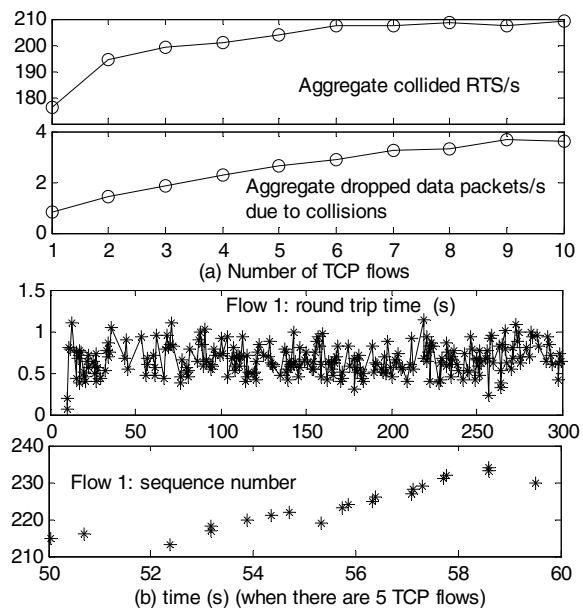 210
200
190
180
170
Aggregate collided RTS/s
4
2
0
Aggregate dropped data packets/s
due to collisions
1 2 3 4 5 6 7 8 9 10
(a) Number of TCP flows
1.5
1
0.5
0
Flow 1: round trip time (s)
0 50 100 150 200 250 300
240
230
220
210
Flow 1: sequence number
50 52 54 56 58 60
(b) time (s) (when there are 5 TCP flows)